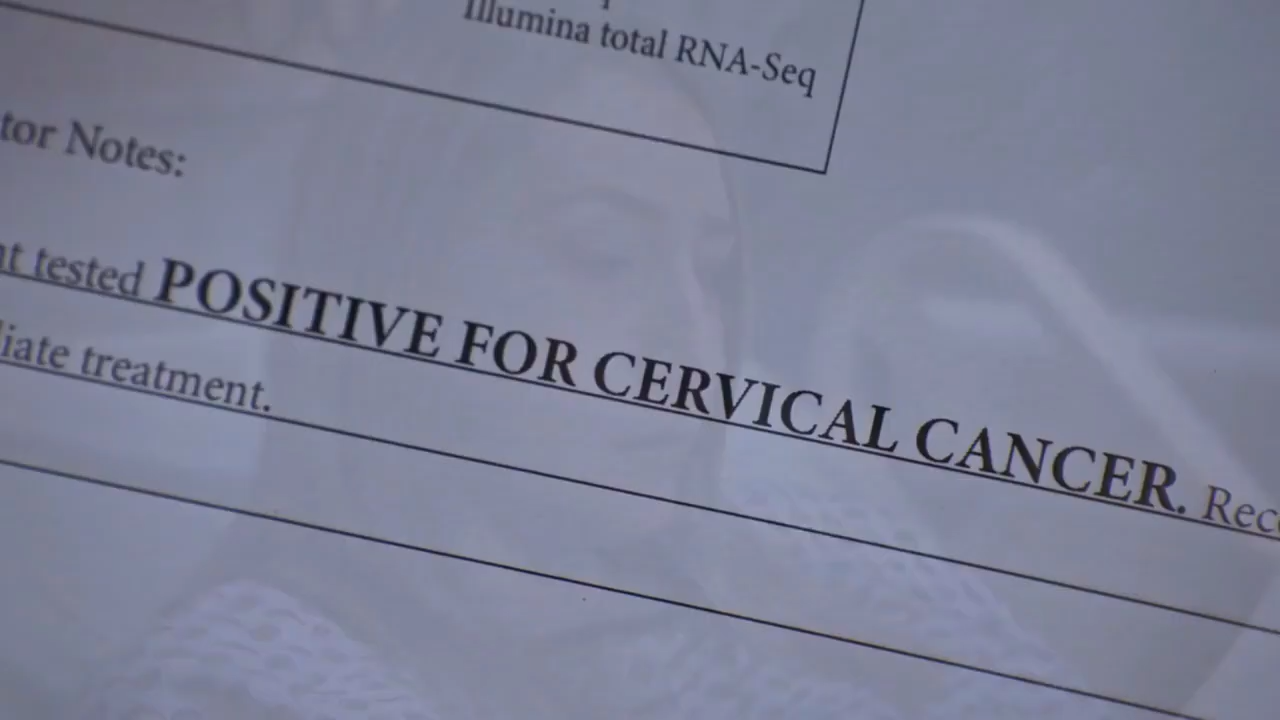 Illumina total RNA-Seq
tor Notes:
nt tested POSITIVE FOR CERVICAL CANCER. Rec
iate treatment.